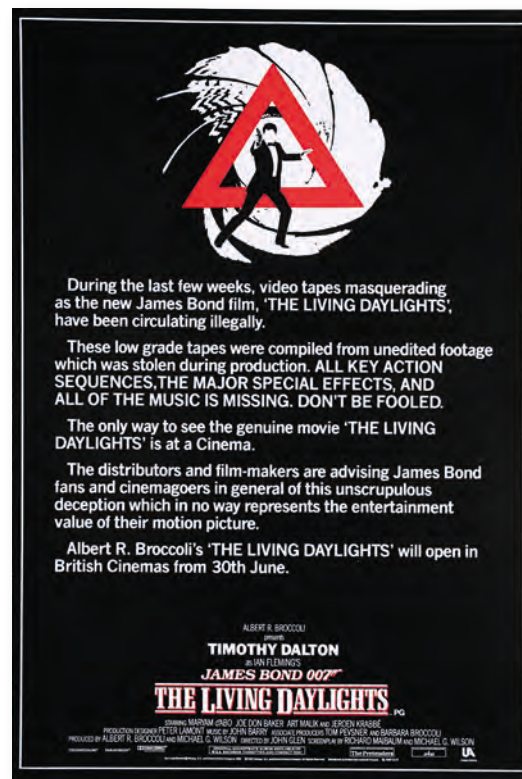 During the last few weeks, video tapes masquerading
as the new James Bond film, 'THE LIVING DAYLIGHTS',
have been circulating illegally.
These low grade tapes were compiled from unedited footage
which was stolen during production. ALL KEY ACTION
SEQUENCES,THE MAJOR SPECIAL EFFECTS, AND
ALL OF THE MUSIC IS MISSING. DON'T BE FOOLED.
The only way to see the genuine movie 'THE LIVING
DAYLIGHTS' is at a Cinema.
The distributors and film-makers are advising James Bond
fans and cinemagoers in general of this unscrupulous
deception which in no way represents the entertainment
value of their motion picture.
Albert R. Broccoli's 'THE LIVING DAYLIGHTS' will open in
British Cinemas from 30th June.
ALBERT R. BROCCOLI
presents
TIMOTHY DALTON
as IAN FLEMING'S
JAMES BOND 007
THE LIVING DAYLIGHTS PG
STARRING MARYAM d'ABO JOE DON BAKER ART MALIK AND JEROEN KRABBÉ
PRODUCTION DESIGNER PETER LAMONT MUSIC BY JOHN BARRY ASSOCIATE PRODUCERS TOM PEVSNER AND BARBARA BROCCOLI
PRODUCED BY ALBERT R. BROCCOLI AND MICHAEL G. WILSON DIRECTED BY JOHN GLEN SCREENPLAY BY RICHARD MAIBAUM AND MICHAEL G. WILSON
The Pretenders a-ha UA